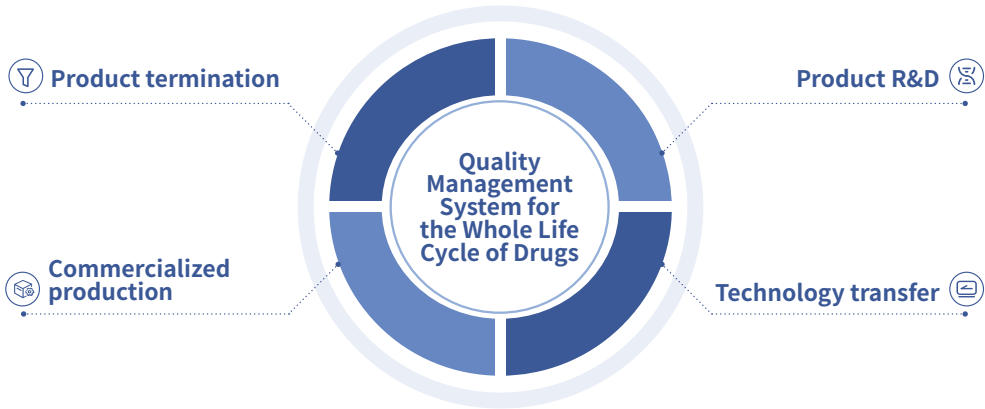 Product termination
Product R&D
Quality
Management
System for
the Whole Life
Cycle of Drugs
Commercialized
production
Technology transfer